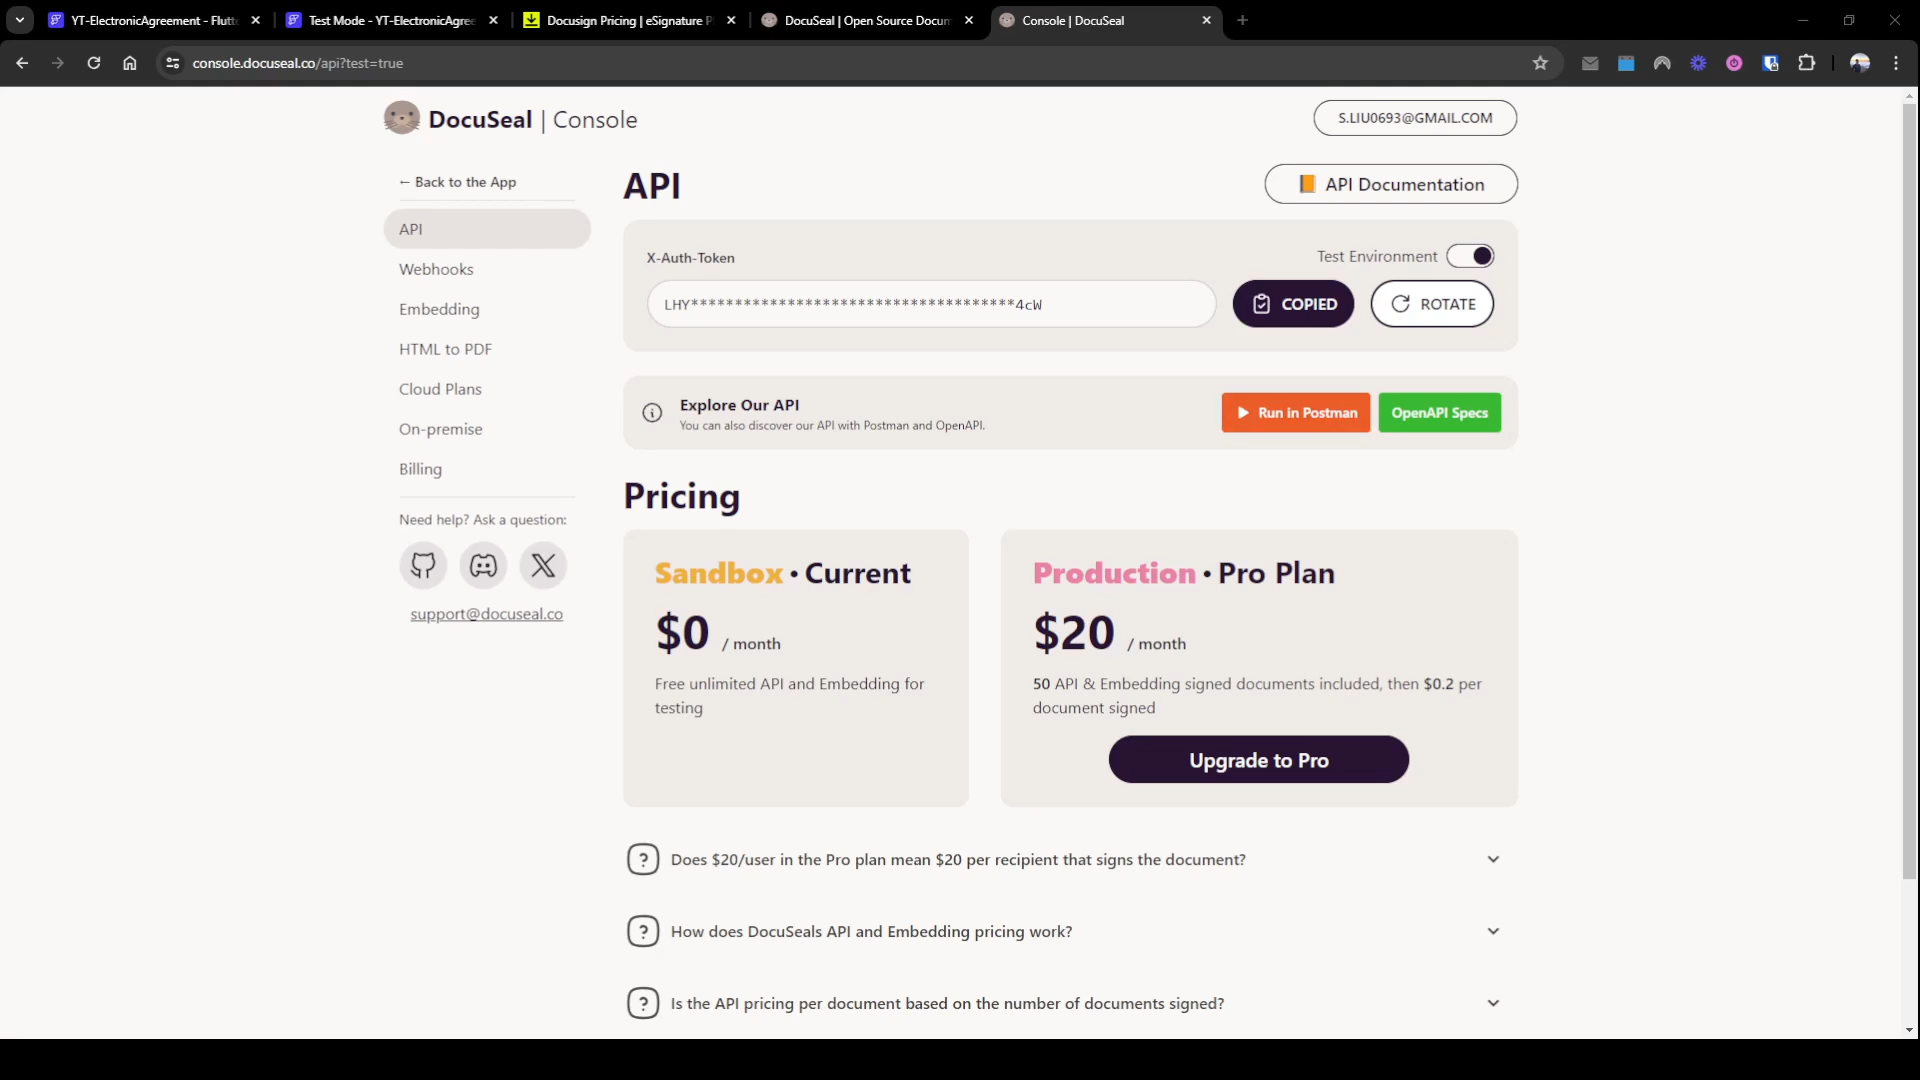 YT-ElectronicAgreement - Flutte
Test Mode - YT-ElectronicAgree
Docusign Pricing | eSignature P
DocuSeal | Open Source Docum
Console | DocuSeal
console.docuseal.co/api?test=true
DocuSeal | Console
S.LIU0693@GMAIL.COM
← Back to the App
API
Webhooks
Embedding
HTML to PDF
Cloud Plans
On-premise
Billing
Need help? Ask a question:
support@docuseal.co
API
API Documentation
X-Auth-Token
Test Environment
LHY*************************************4cW
COPIED
ROTATE
Explore Our API
You can also discover our API with Postman and OpenAPI.
Run in Postman
OpenAPI Specs
Pricing
Sandbox • Current
$0 / month
Free unlimited API and Embedding for
testing
Production • Pro Plan
$20 / month
50 API & Embedding signed documents included, then $0.2 per
document signed
Upgrade to Pro
Does $20/user in the Pro plan mean $20 per recipient that signs the document?
How does DocuSeals API and Embedding pricing work?
Is the API pricing per document based on the number of documents signed?